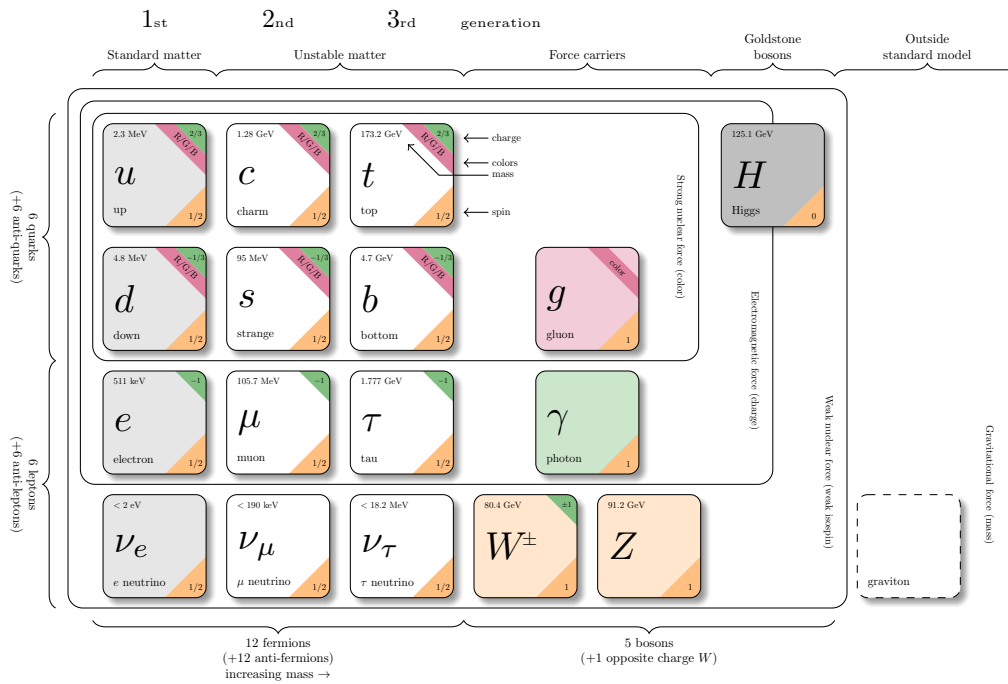 1st 2nd 3rd generation
Standard matter
Unstable matter
Force carriers
Goldstone
bosons
Outside
standard model
6 quarks
(+6 anti-quarks)
6 leptons
(+6 anti-leptons)
2.3 MeV
2/3
R/G/B
u
up
1/2
1.28 GeV
2/3
R/G/B
c
charm
1/2
173.2 GeV
2/3
R/G/B
t
top
1/2
charge
colors
mass
spin
125.1 GeV
H
Higgs
0
4.8 MeV
−1/3
R/G/B
d
down
1/2
95 MeV
−1/3
R/G/B
s
strange
1/2
4.7 GeV
−1/3
R/G/B
b
bottom
1/2
color
g
gluon
1
Strong nuclear force (color)
511 keV
−1
e
electron
1/2
105.7 MeV
−1
μ
muon
1/2
1.777 GeV
−1
τ
tau
1/2
γ
photon
1
Electromagnetic force (charge)
< 2 eV
νe
e neutrino
1/2
< 190 keV
νμ
μ neutrino
1/2
< 18.2 MeV
ντ
τ neutrino
1/2
80.4 GeV
±1
W±
1
91.2 GeV
Z
1
Weak nuclear force (weak isospin)
graviton
Gravitational force (mass)
12 fermions
(+12 anti-fermions)
increasing mass →
5 bosons
(+1 opposite charge W)